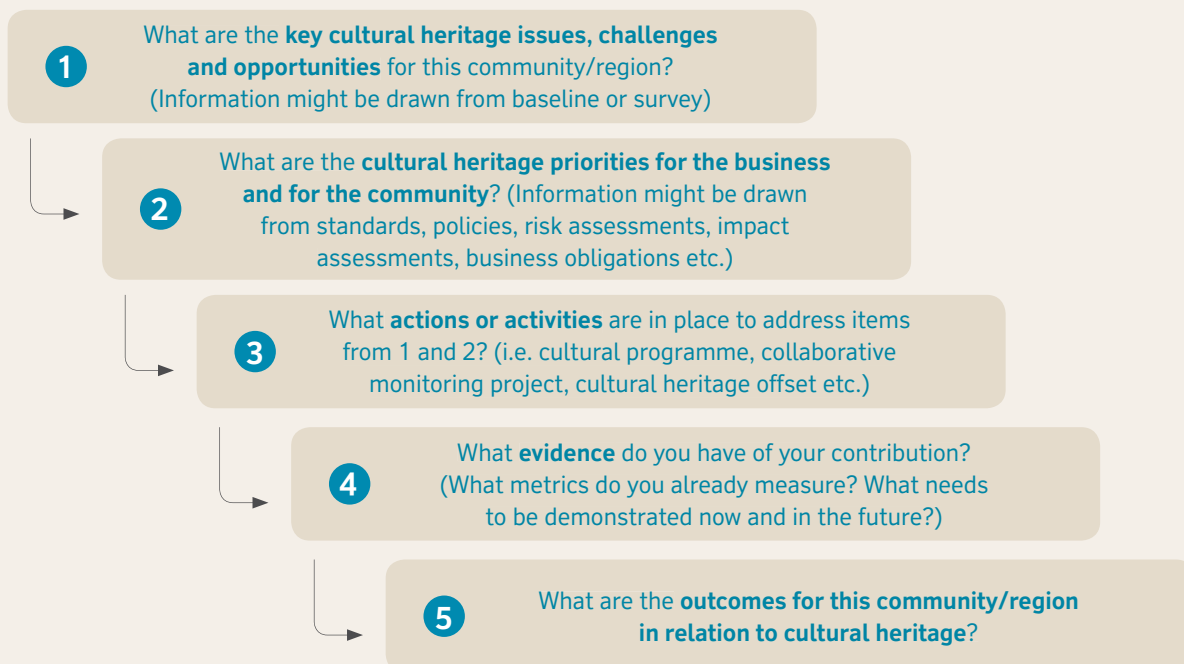 1
What are the key cultural heritage issues, challenges
and opportunities for this community/region?
(Information might be drawn from baseline or survey)
2
What are the cultural heritage priorities for the business
and for the community? (Information might be drawn
from standards, policies, risk assessments, impact
assessments, business obligations etc.)
3
What actions or activities are in place to address items
from 1 and 2? (i.e. cultural programme, collaborative
monitoring project, cultural heritage offset etc.)
4
What evidence do you have of your contribution?
(What metrics do you already measure? What needs
to be demonstrated now and in the future?)
5
What are the outcomes for this community/region
in relation to cultural heritage?